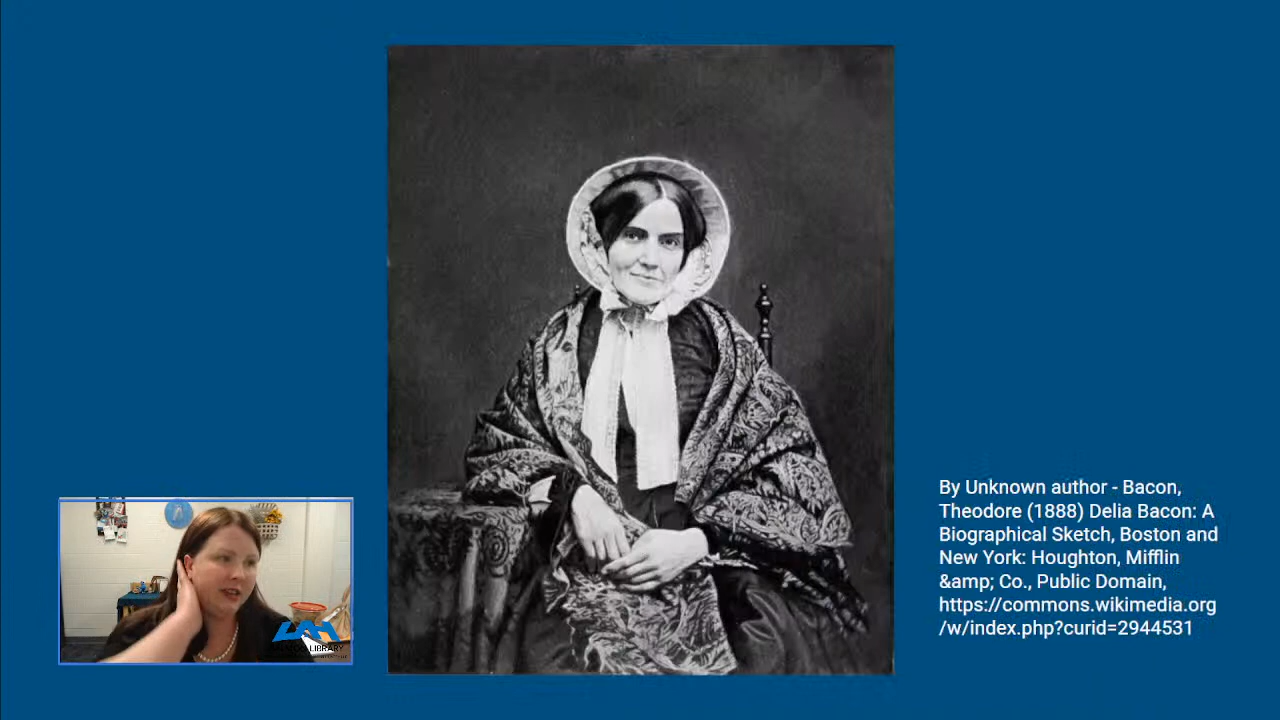 By Unknown author - Bacon,
Theodore (1888) Delia Bacon: A
Biographical Sketch, Boston and
New York: Houghton, Mifflin
&amp; Co., Public Domain,
https://commons.wikimedia.org
/w/index.php?curid=2944531
LIBRARY